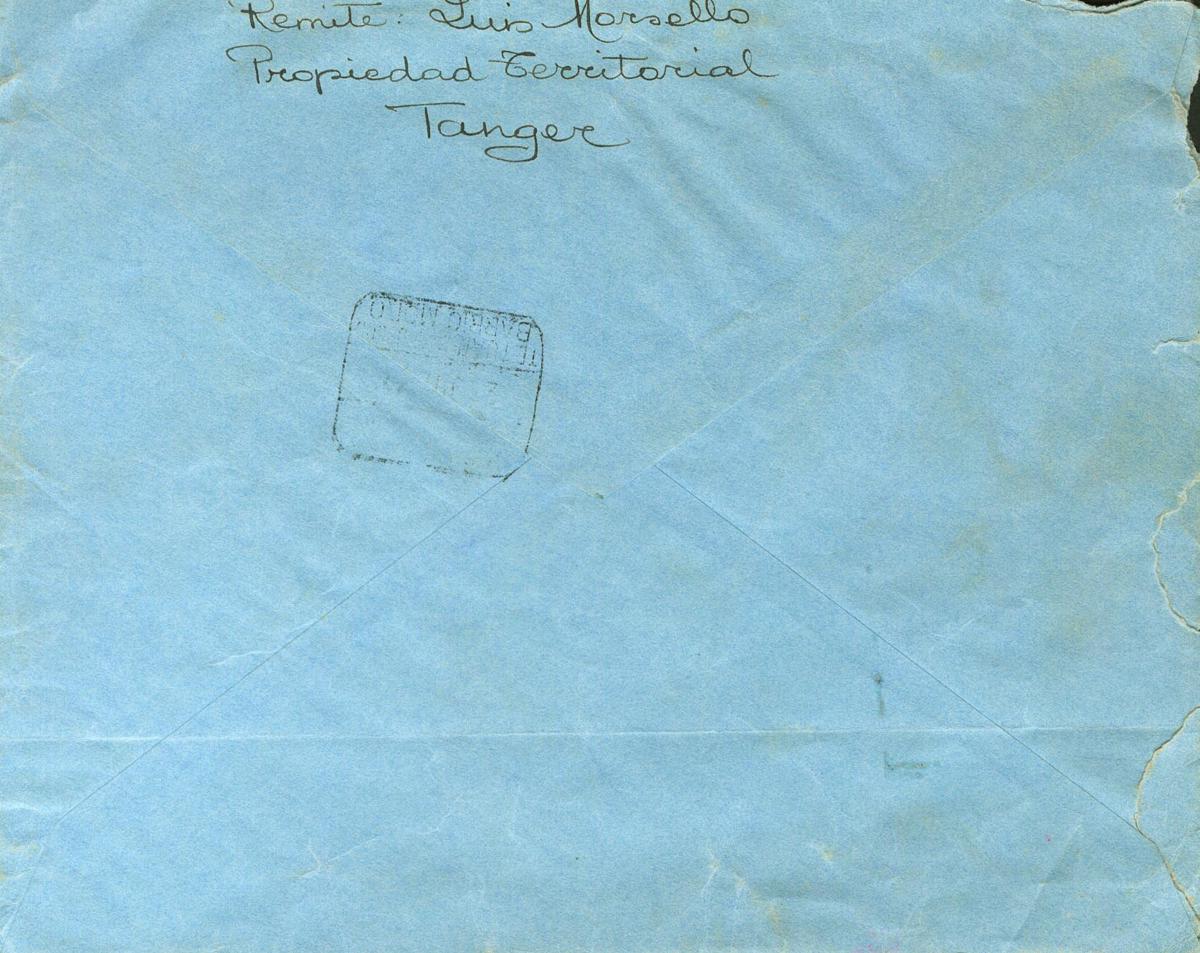 Remite: Luis Morsello
Propiedad Territorial
Tanger